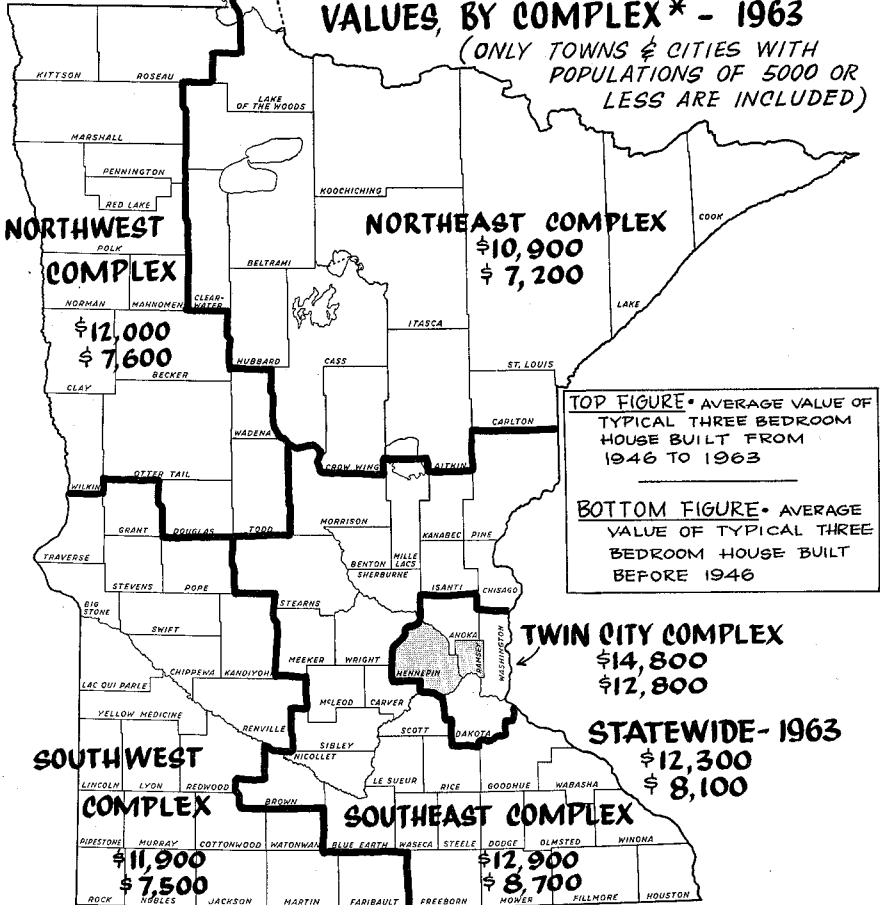 VALUES, BY COMPLEX* - 1963
(ONLY TOWNS & CITIES WITH
POPULATIONS OF 5000 OR
LESS ARE INCLUDED)
KITTSON
ROSEAU
LAKE
OF THE WOODS
MARSHALL
PENNINGTON
RED LAKE
KOOCHICHING
NORTHWEST
COMPLEX
$12,000
$7,600
NORTHEAST COMPLEX
$10,900
$7,200
COOK
POLK
BELTRAMI
NORMAN
MAHNOMEN
CLEAR-
WATER
LAKE
ITASCA
HUBBARD
CASS
ST. LOUIS
BECKER
CLAY
WADENA
CARLTON
TOP FIGURE • AVERAGE VALUE OF
TYPICAL THREE BEDROOM
HOUSE BUILT FROM
1946 TO 1963
BOTTOM FIGURE • AVERAGE
VALUE OF TYPICAL THREE
BEDROOM HOUSE BUILT
BEFORE 1946
WILKIN
OTTER TAIL
CROW WING
AITKIN
GRANT
DOUGLAS
TODD
MORRISON
KANABEC
PINE
TRAVERSE
BENTON
MILLE
LACS
SHERBURNE
STEVENS
POPE
ISANTI
CHISAGO
BIG
STONE
STEARNS
SWIFT
ANOKA
RAMSEY
WASHINGTON
TWIN CITY COMPLEX
$14,800
$12,800
MEEKER
WRIGHT
HENNEPIN
CHIPPEWA
KANDIYOHI
LAC QUI PARLE
MCLEOD
CARVER
YELLOW MEDICINE
RENVILLE
SCOTT
DAKOTA
STATEWIDE - 1963
$12,300
$8,100
SIBLEY
NICOLLET
SOUTHWEST
COMPLEX
$11,900
$7,500
LINCOLN
LYON
REDWOOD
LE SUEUR
RICE
GOODHUE
WABASHA
BROWN
SOUTHEAST COMPLEX
$12,900
$8,700
PIPESTONE
MURRAY
COTTONWOOD
WATONWAN
BLUE EARTH
WASECA
STEELE
DODGE
OLMSTED
WINONA
ROCK
NOBLES
JACKSON
MARTIN
FARIBAULT
FREEBORN
MOWER
FILLMORE
HOUSTON